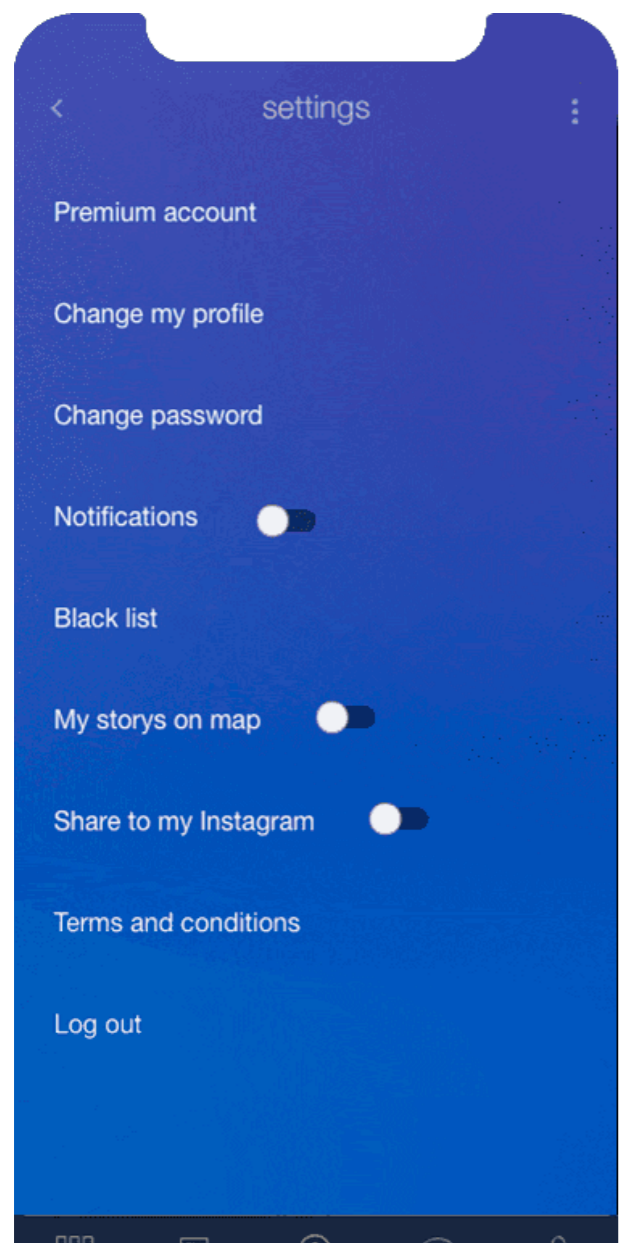 settings
Premium account
Change my profile
Change password
Notifications
Black list
My storys on map
Share to my Instagram
Terms and conditions
Log out